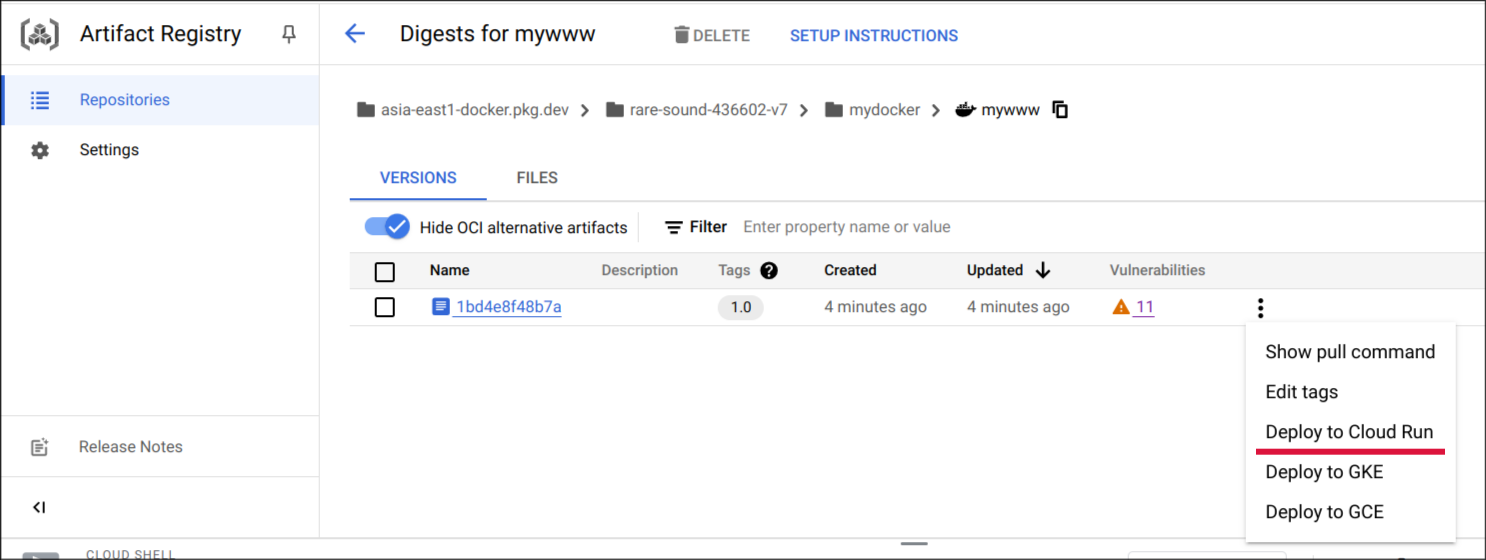 Artifact Registry
Digests for mywww
DELETE
SETUP INSTRUCTIONS
Repositories
Settings
asia-east1-docker.pkg.dev > rare-sound-436602-v7 > mydocker > mywww
VERSIONS FILES
Hide OCI alternative artifacts Filter Enter property name or value
Name Description Tags ? Created Updated Vulnerabilities
1bd4e8f48b7a 1.0 4 minutes ago 4 minutes ago 11
Show pull command
Edit tags
Deploy to Cloud Run
Deploy to GKE
Deploy to GCE
Release Notes
CLOUD SHELL